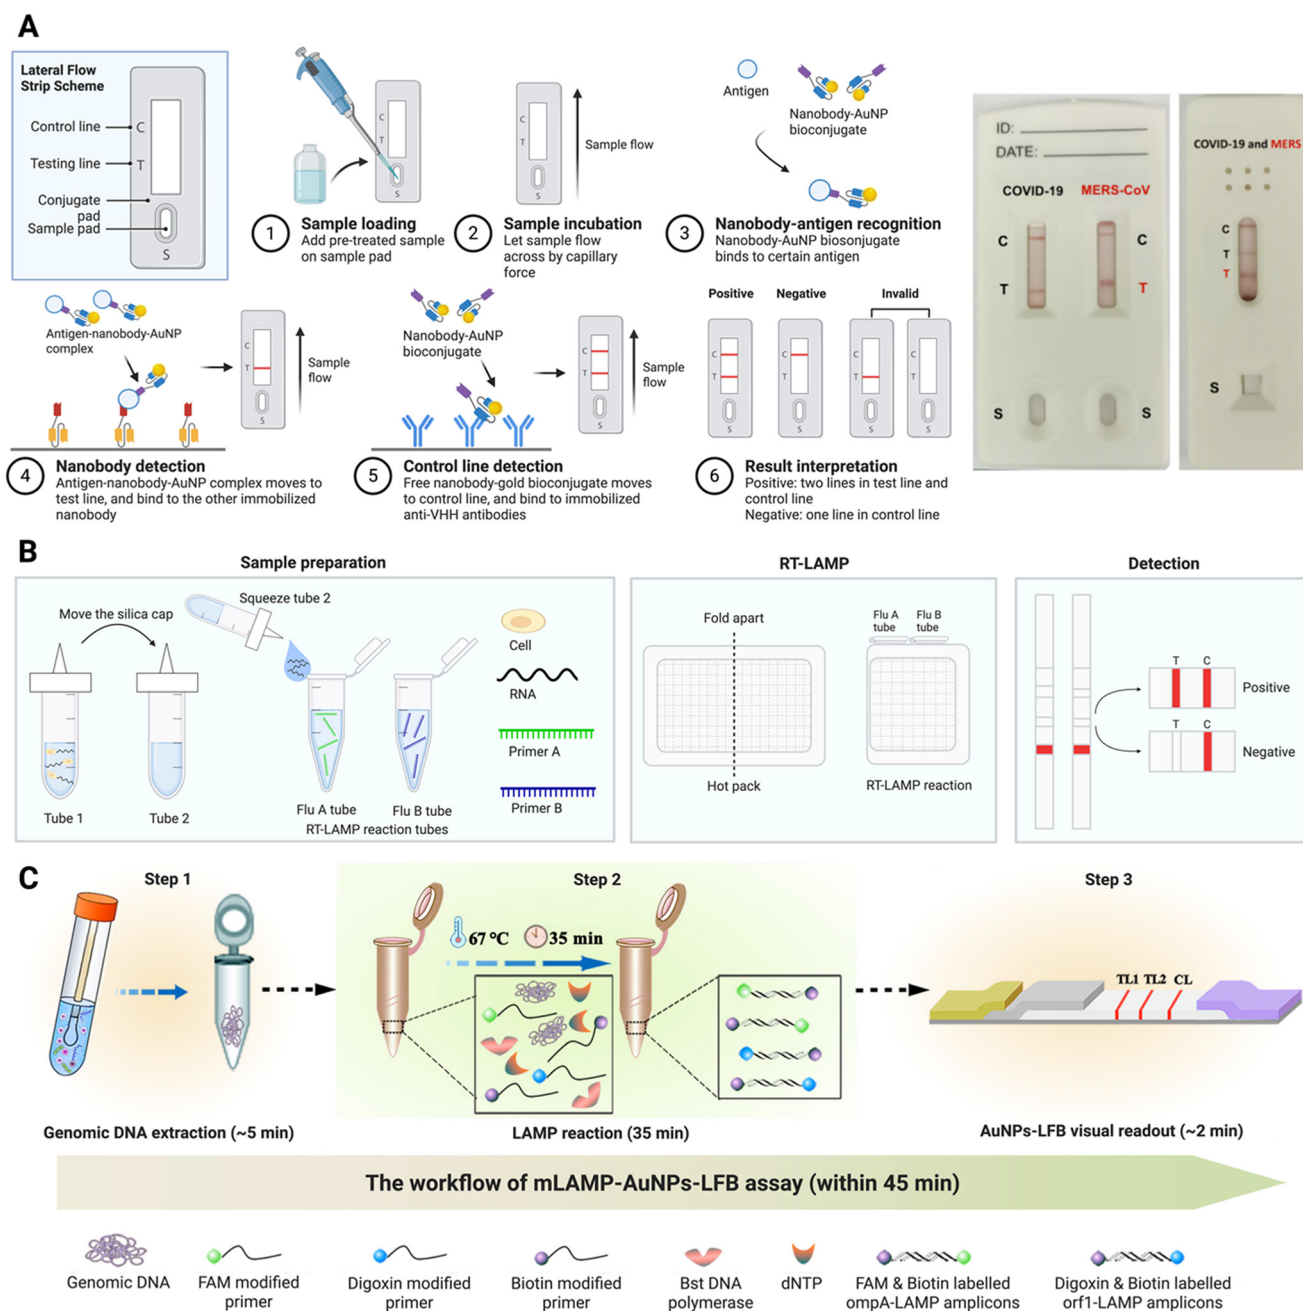 A
Lateral Flow
Strip Scheme
Control line
C
Testing line
T
Conjugate
pad
Sample pad
S
C
T
S
1
Sample loading
Add pre-treated sample
on sample pad
C
T
S
Sample flow
2
Sample incubation
Let sample flow
across by capillary
force
Antigen
Nanobody-AuNP
bioconjugate
3
Nanobody-antigen recognition
Nanobody-AuNP biosonjugate
binds to certain antigen
ID:
DATE:
COVID-19
MERS-CoV
C
C
T
T
S
S
COVID-19 and MERS
C
T
T
S
Antigen-nanobody-AuNP
complex
C
T
S
Sample
flow
4
Nanobody detection
Antigen-nanobody-AuNP complex moves to
test line, and bind to the other immobilized
nanobody
Nanobody-AuNP
bioconjugate
C
T
S
Sample
flow
5
Control line detection
Free nanobody-gold bioconjugate moves
to control line, and bind to immobilized
anti-VHH antibodies
Positive
Negative
Invalid
C
T
S
C
T
S
C
T
S
C
T
S
6
Result interpretation
Positive: two lines in test line and
control line
Negative: one line in control line
B
Sample preparation
Move the silica cap
Squeeze tube 2
Tube 1
Tube 2
Flu A tube
Flu B tube
RT-LAMP reaction tubes
Cell
RNA
Primer A
Primer B
RT-LAMP
Fold apart
Hot pack
Flu A
tube
Flu B
tube
RT-LAMP reaction
Detection
T
C
Positive
T
C
Negative
C
Step 1
Step 2
Step 3
67 °C
35 min
TL1 TL2 CL
Genomic DNA extraction (~5 min)
LAMP reaction (35 min)
AuNPs-LFB visual readout (~2 min)
The workflow of mLAMP-AuNPs-LFB assay (within 45 min)
Genomic DNA
FAM modified
primer
Digoxin modified
primer
Biotin modified
primer
Bst DNA
polymerase
dNTP
FAM & Biotin labelled
ompA-LAMP amplicons
Digoxin & Biotin labelled
orf1-LAMP amplicons